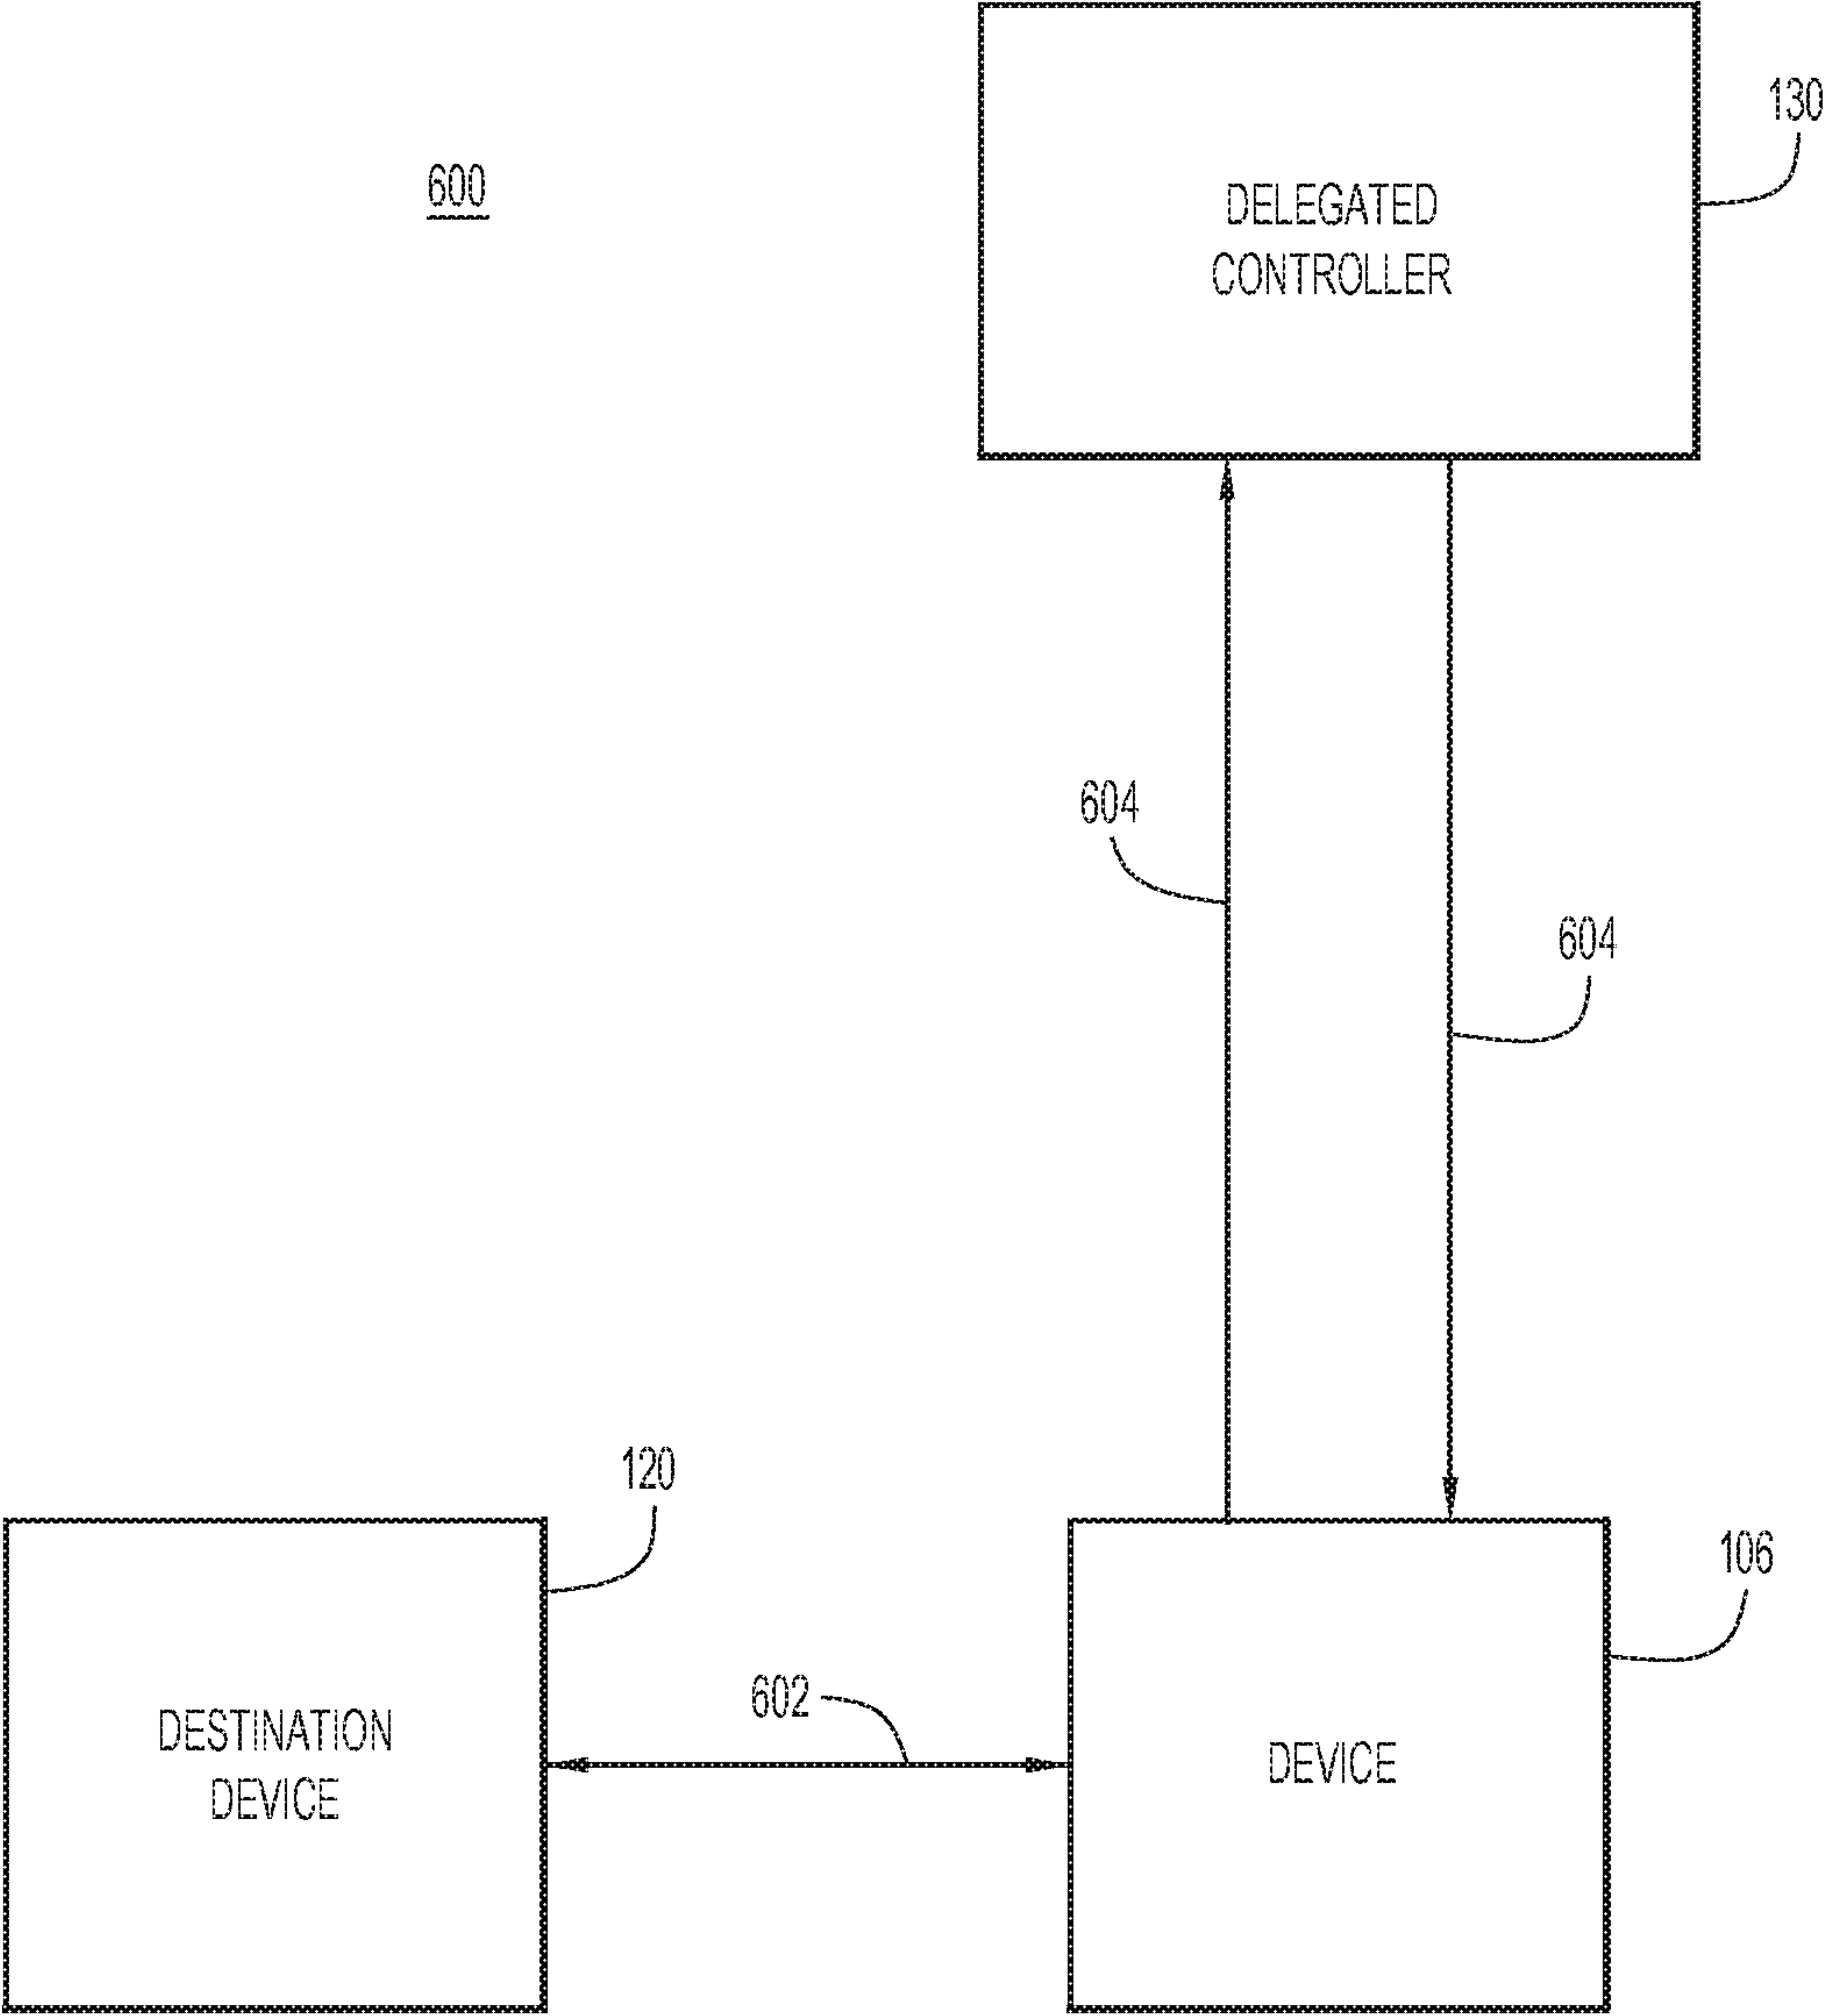 130
600
DELEGATED
CONTROLLER
604
604
120
106
602
DESTINATION
DEVICE
DEVICE